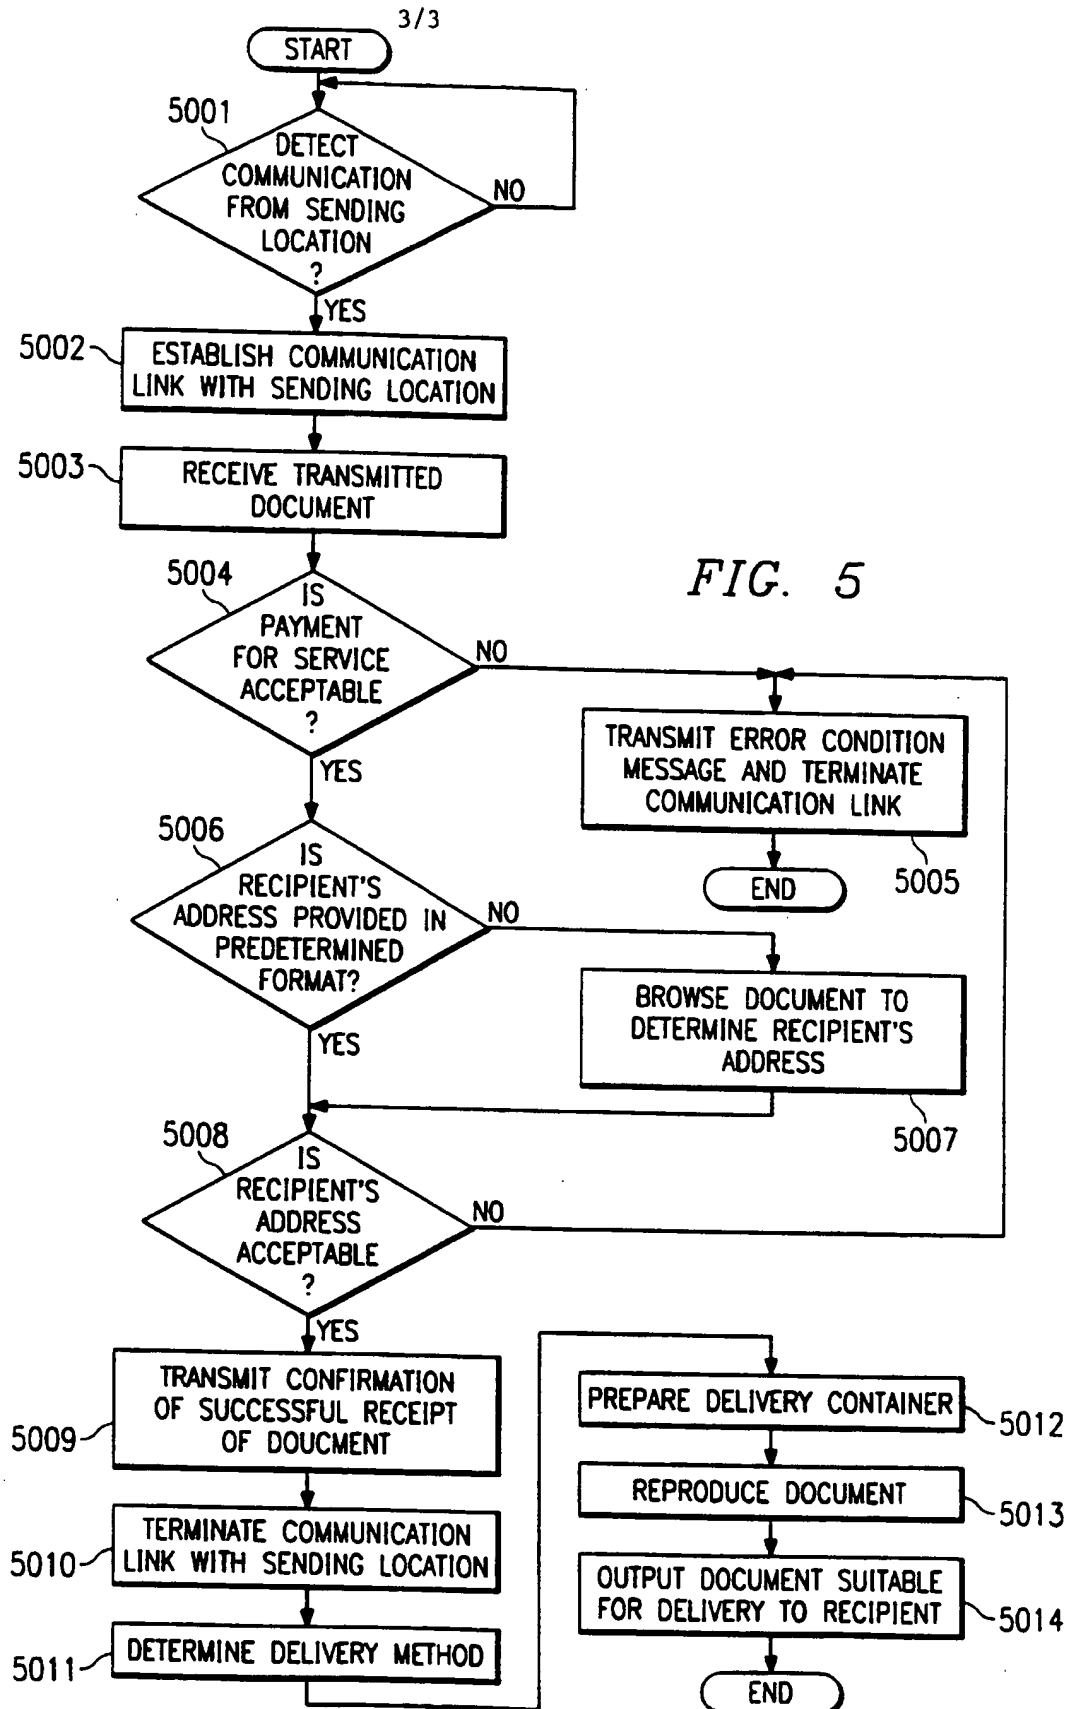 3/3
START
5001
DETECT
COMMUNICATION
FROM SENDING
LOCATION
?
NO
YES
5002
ESTABLISH COMMUNICATION
LINK WITH SENDING LOCATION
5003
RECEIVE TRANSMITTED
DOCUMENT
FIG. 5
5004
IS
PAYMENT
FOR SERVICE
ACCEPTABLE
?
NO
YES
TRANSMIT ERROR CONDITION
MESSAGE AND TERMINATE
COMMUNICATION LINK
5005
END
5006
IS
RECIPIENT'S
ADDRESS PROVIDED IN
PREDETERMINED
FORMAT?
NO
YES
BROWSE DOCUMENT TO
DETERMINE RECIPIENT'S
ADDRESS
5007
5008
IS
RECIPIENT'S
ADDRESS
ACCEPTABLE
?
NO
YES
5009
TRANSMIT CONFIRMATION
OF SUCCESSFUL RECEIPT
OF DOUCMENT
5010
TERMINATE COMMUNICATION
LINK WITH SENDING LOCATION
5011
DETERMINE DELIVERY METHOD
PREPARE DELIVERY CONTAINER
5012
REPRODUCE DOCUMENT
5013
OUTPUT DOCUMENT SUITABLE
FOR DELIVERY TO RECIPIENT
5014
END